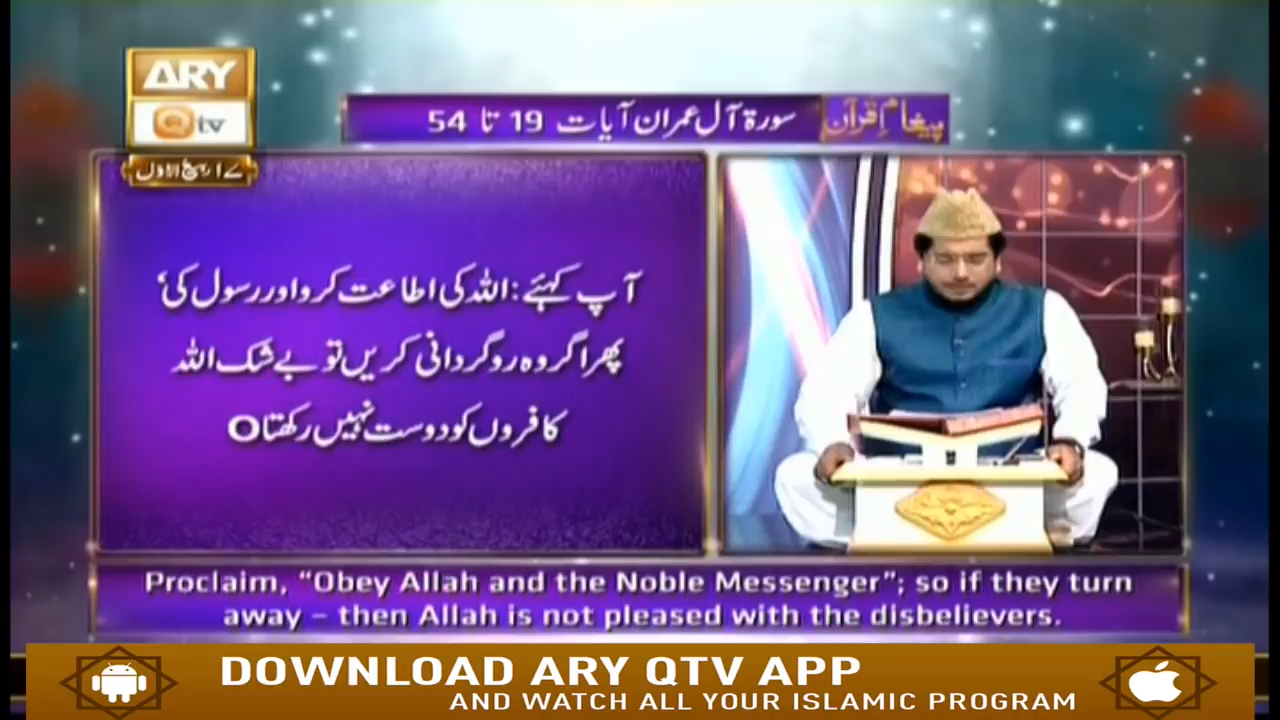 ARY
Qtv
١٧ ربیع الاول
پیغام قرآن
سورۃ آل عمران آیات 19 تا 54
آپ کہئے: اللہ کی اطاعت کرو اور رسول کی‘
پھر اگر وہ روگردانی کریں تو بے شک اللہ
کافروں کو دوست نہیں رکھتا O
Proclaim, “Obey Allah and the Noble Messenger”; so if they turn
away – then Allah is not pleased with the disbelievers.
DOWNLOAD ARY QTV APP
AND WATCH ALL YOUR ISLAMIC PROGRAM